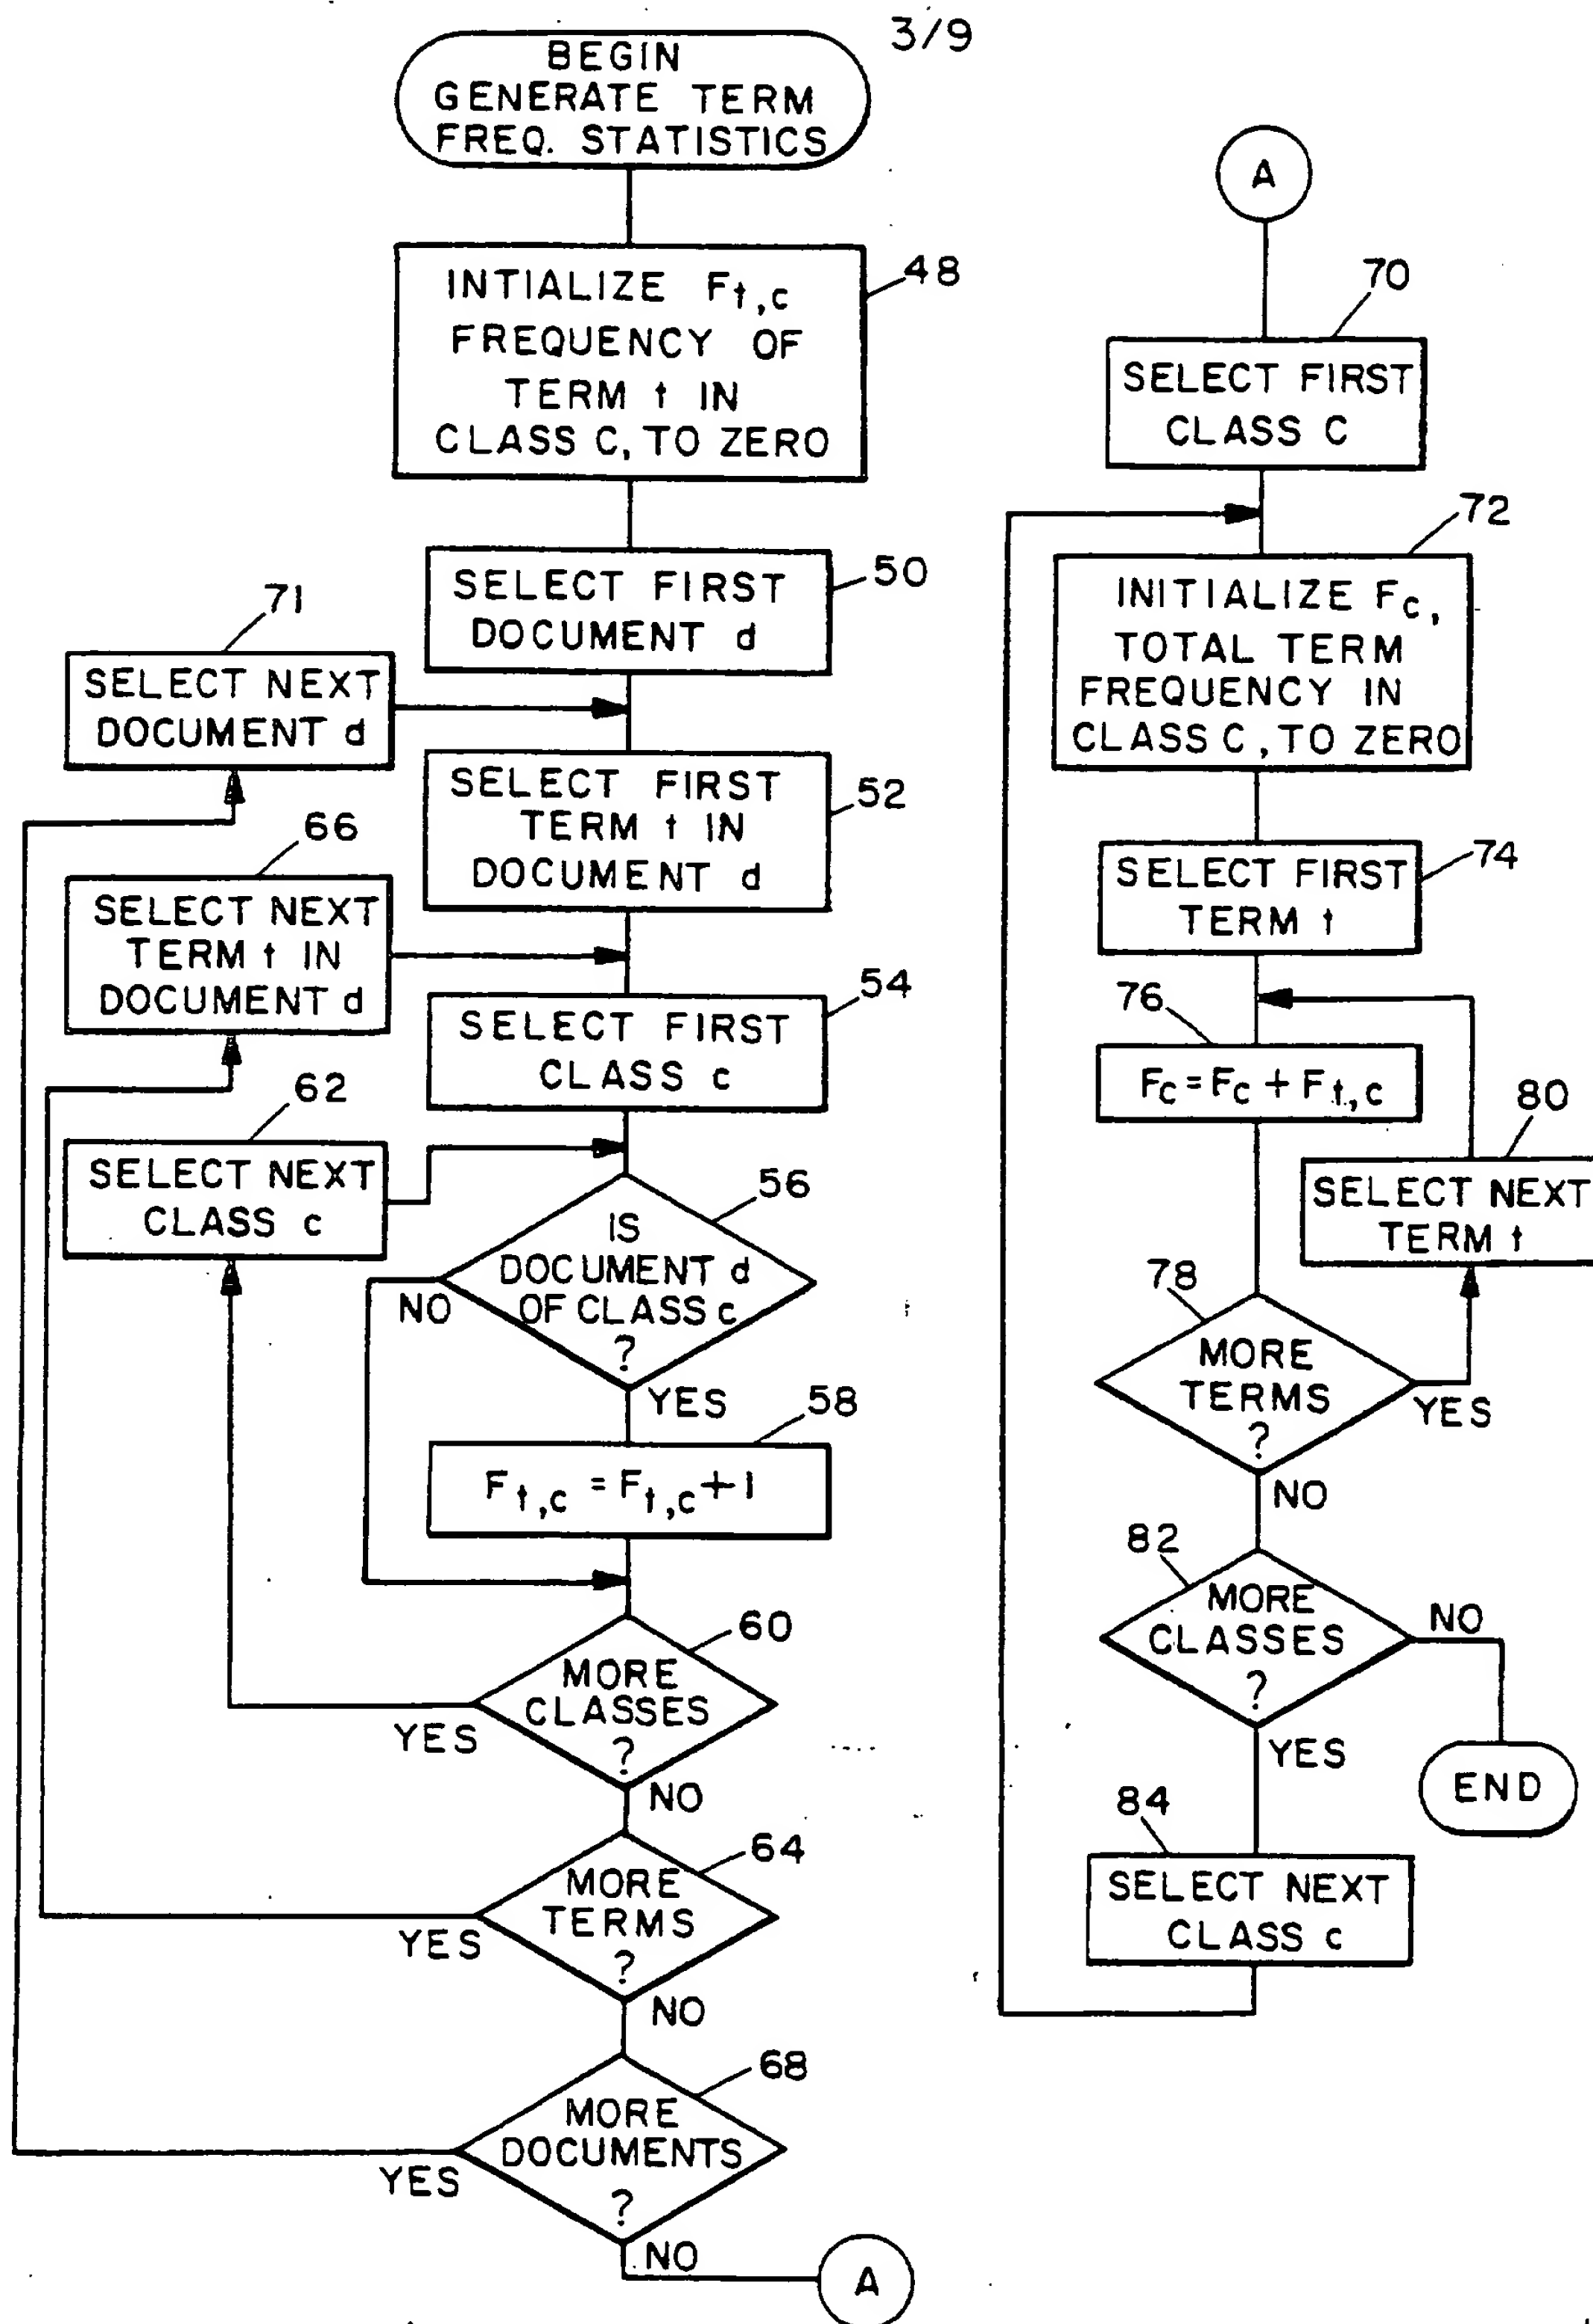 3/9
BEGIN
GENERATE TERM
FREQ. STATISTICS
48
INTIALIZE Ft,c
FREQUENCY OF
TERM t IN
CLASS C, TO ZERO
50
SELECT FIRST
DOCUMENT d
71
SELECT NEXT
DOCUMENT d
52
SELECT FIRST
TERM t IN
DOCUMENT d
66
SELECT NEXT
TERM t IN
DOCUMENT d
54
SELECT FIRST
CLASS c
62
SELECT NEXT
CLASS c
56
IS
DOCUMENT d
OF CLASS c
?
NO
YES
58
Ft,c = Ft,c+1
60
MORE
CLASSES
?
YES
NO
64
MORE
TERMS
?
YES
NO
68
MORE
DOCUMENTS
?
YES
NO
A
A
70
SELECT FIRST
CLASS C
72
INITIALIZE Fc,
TOTAL TERM
FREQUENCY IN
CLASS C, TO ZERO
74
SELECT FIRST
TERM t
76
Fc = Fc + Ft,c
80
SELECT NEXT
TERM t
78
MORE
TERMS
?
YES
NO
82
MORE
CLASSES
?
NO
YES
END
84
SELECT NEXT
CLASS c